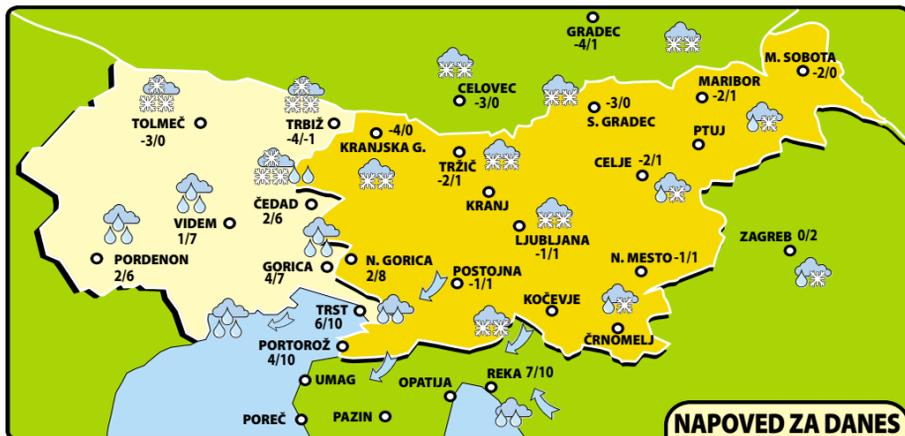 GRADEC
-4/1
M. SOBOTA
-2/0
CELOVEC
-3/0
MARIBOR
-2/1
-3/0
S. GRADEC
TOLMEČ
-3/0
TRBIŽ
-4/-1
-4/0
KRANJSKA G.
PTUJ
TRŽIČ
-2/1
CELJE -2/1
KRANJ
ČEDAD
2/6
VIDEM
1/7
LJUBLJANA
-1/1
ZAGREB 0/2
PORDENON
2/6
GORICA
4/7
N. GORICA
2/8
POSTOJNA
-1/1
N. MESTO -1/1
KOČEVJE
TRST
6/10
ČRNOMELJ
PORTOROŽ
4/10
UMAG
OPATIJA
REKA 7/10
POREČ
PAZIN
NAPOVED ZA DANES